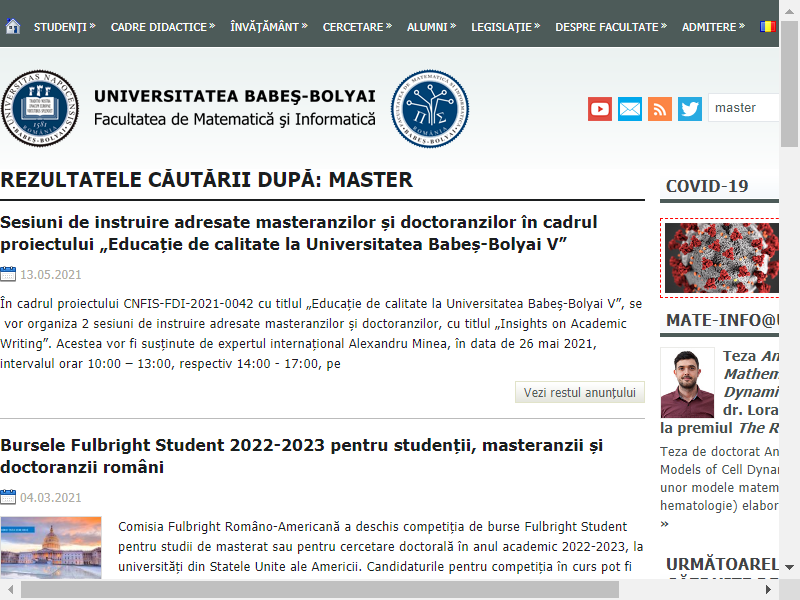 STUDENŢI »
CADRE DIDACTICE »
ÎNVĂŢĂMÂNT »
CERCETARE »
ALUMNI »
LEGISLAŢIE »
DESPRE FACULTATE »
ADMITERE »
UNIVERSITATEA BABEŞ-BOLYAI
Facultatea de Matematică şi Informatică
master
REZULTATELE CĂUTĂRII DUPĂ: MASTER
Sesiuni de instruire adresate masteranzilor și doctoranzilor în cadrul
proiectului „Educație de calitate la Universitatea Babeș-Bolyai V”
13.05.2021
În cadrul proiectului CNFIS-FDI-2021-0042 cu titlul „Educație de calitate la Universitatea Babeș-Bolyai V”, se
vor organiza 2 sesiuni de instruire adresate masteranzilor și doctoranzilor, cu titlul „Insights on Academic
Writing”. Acestea vor fi susținute de expertul internațional Alexandru Minea, în data de 26 mai 2021,
intervalul orar 10:00 – 13:00, respectiv 14:00 - 17:00, pe
Vezi restul anunțului
Bursele Fulbright Student 2022-2023 pentru studenții, masteranzii și
doctoranzii români
04.03.2021
Comisia Fulbright Româno-Americană a deschis competiția de burse Fulbright Student
pentru studii de masterat sau pentru cercetare doctorală în anul academic 2022-2023, la
universități din Statele Unite ale Americii. Candidaturile pentru competiția în curs pot fi
COVID-19
MATE-INFO@U
Teza An
Mathem
Dynami
dr. Lora
la premiul The R
Teza de doctorat An
Models of Cell Dynar
unor modele matem
hematologie) elabor
»
URMĂTOAREL